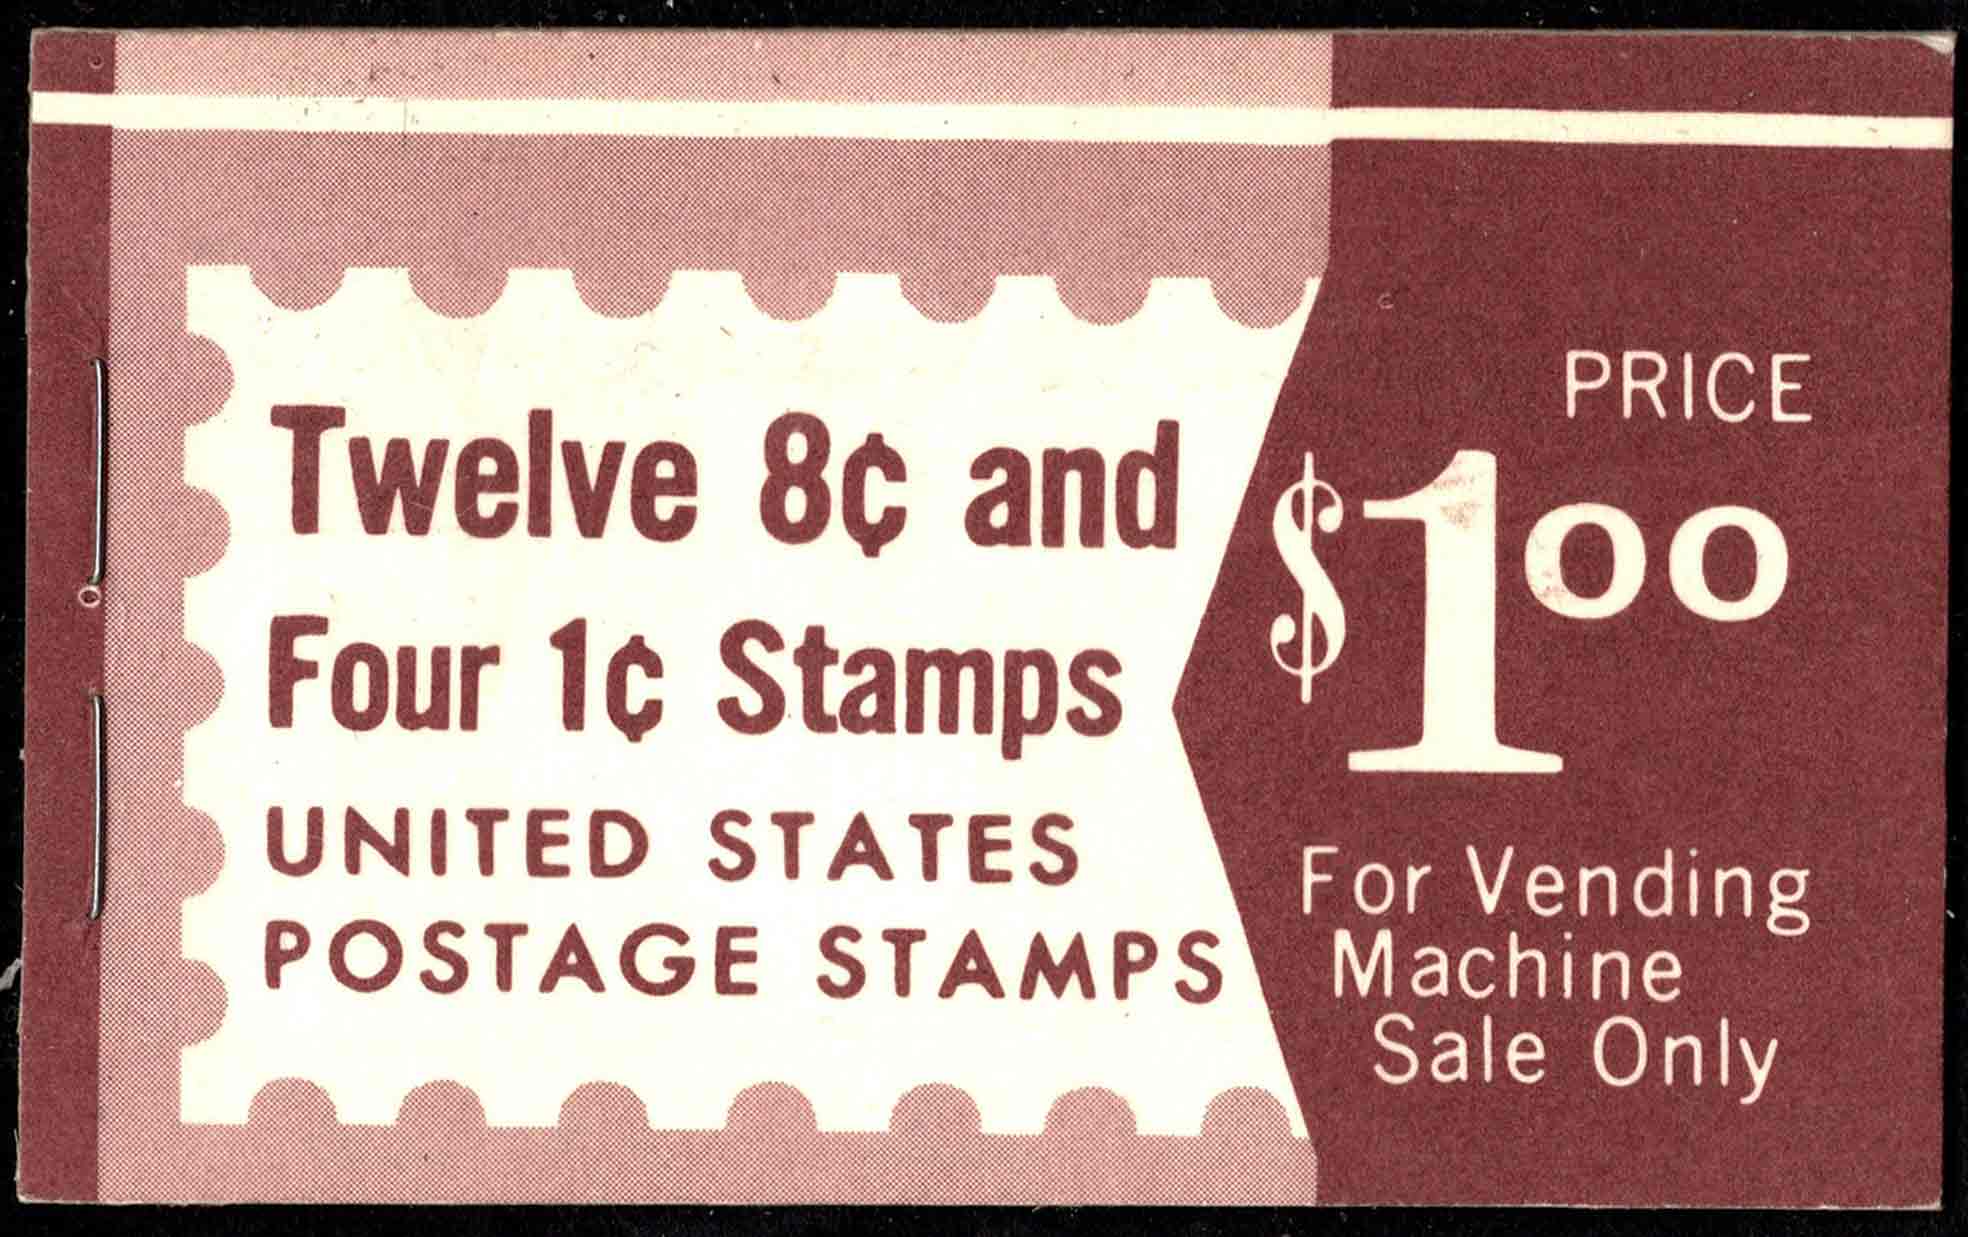 Twelve 8¢ and
Four 1¢ Stamps
UNITED STATES
POSTAGE STAMPS
PRICE
$1.00
For Vending
Machine
Sale Only